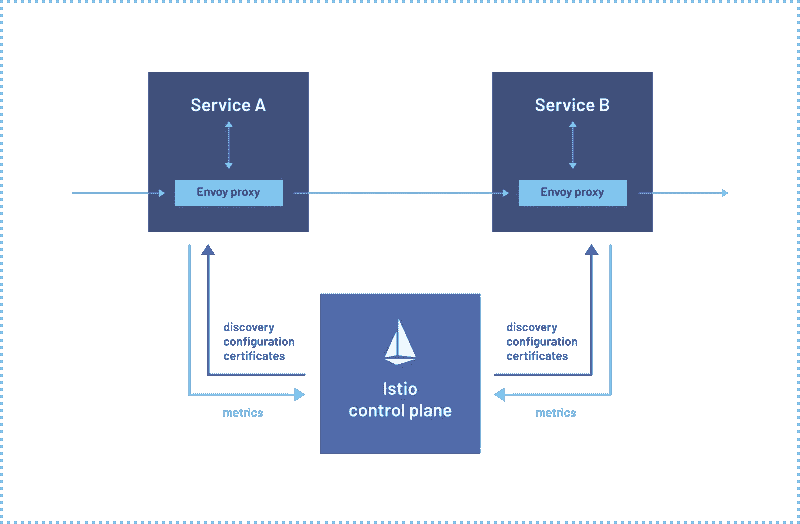 Service A
Envoy proxy
Service B
Envoy proxy
discovery
configuration
certificates
metrics
Istio
control plane
discovery
configuration
certificates
metrics